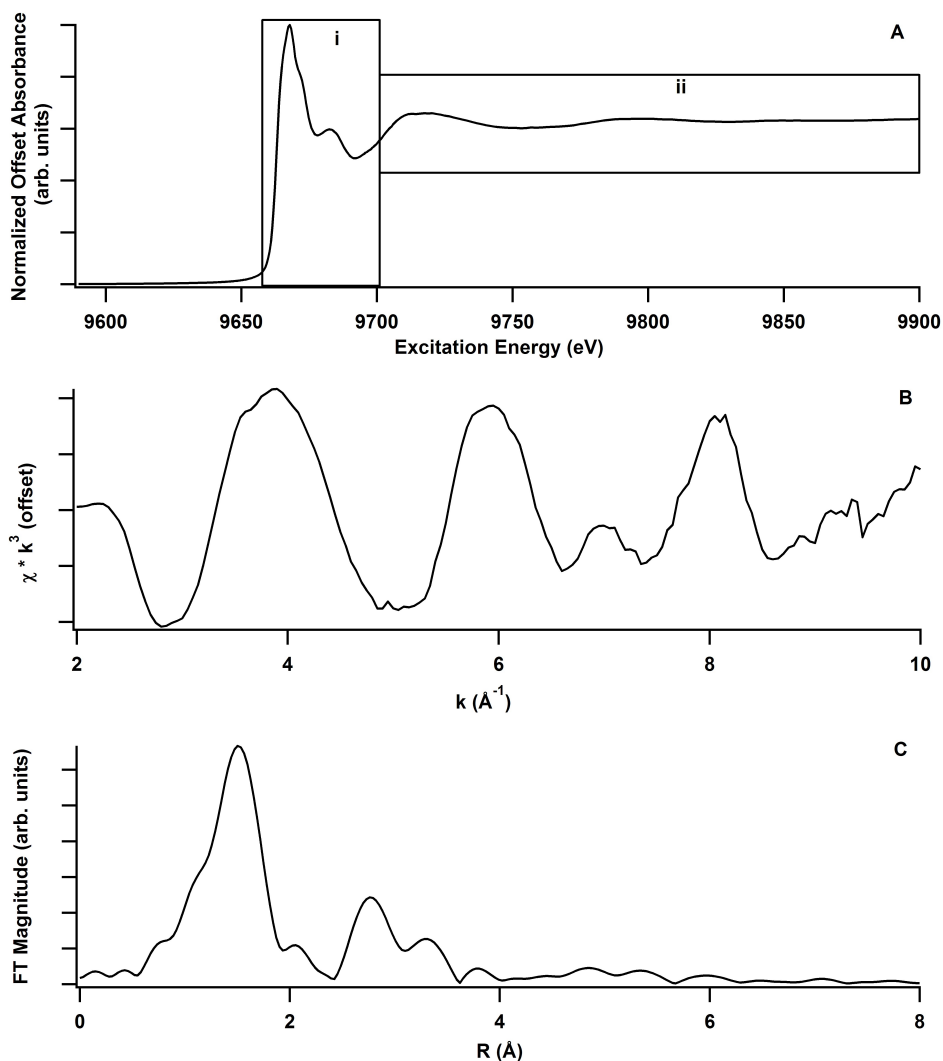 Normalized Offset Absorbance
(arb. units)
A
i
ii
9600 9650 9700 9750 9800 9850 9900
Excitation Energy (eV)
χ * k³ (offset)
B
2 4 6 8 10
k (Å⁻¹)
FT Magnitude (arb. units)
C
0 2 4 6 8
R (Å)